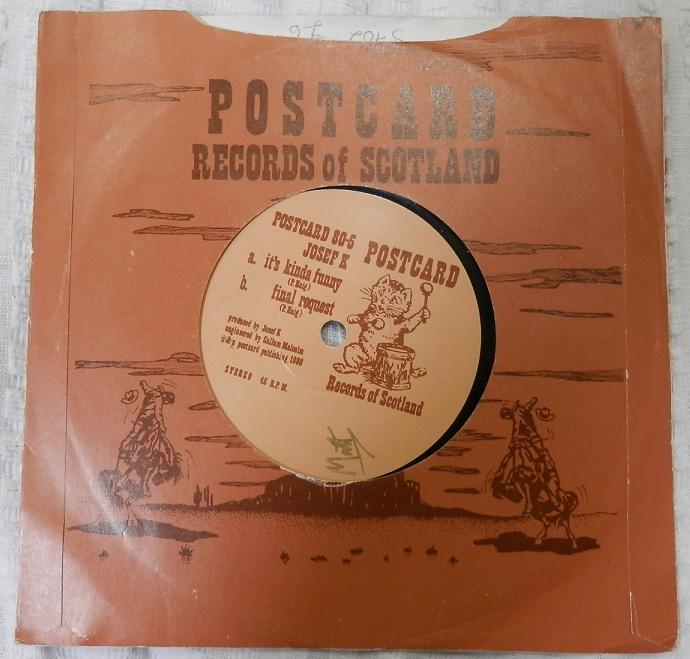 POSTCARD
RECORDS of SCOTLAND
POSTCARD 80-5
JOSEF K
a. it's kinda funny
(P. Haig)
b. final request
(P. Haig)
produced by Josef K
engineered by Callum Malcolm
postcard publishing 1980
STEREO 45 R.P.M.
POSTCARD
Records of Scotland